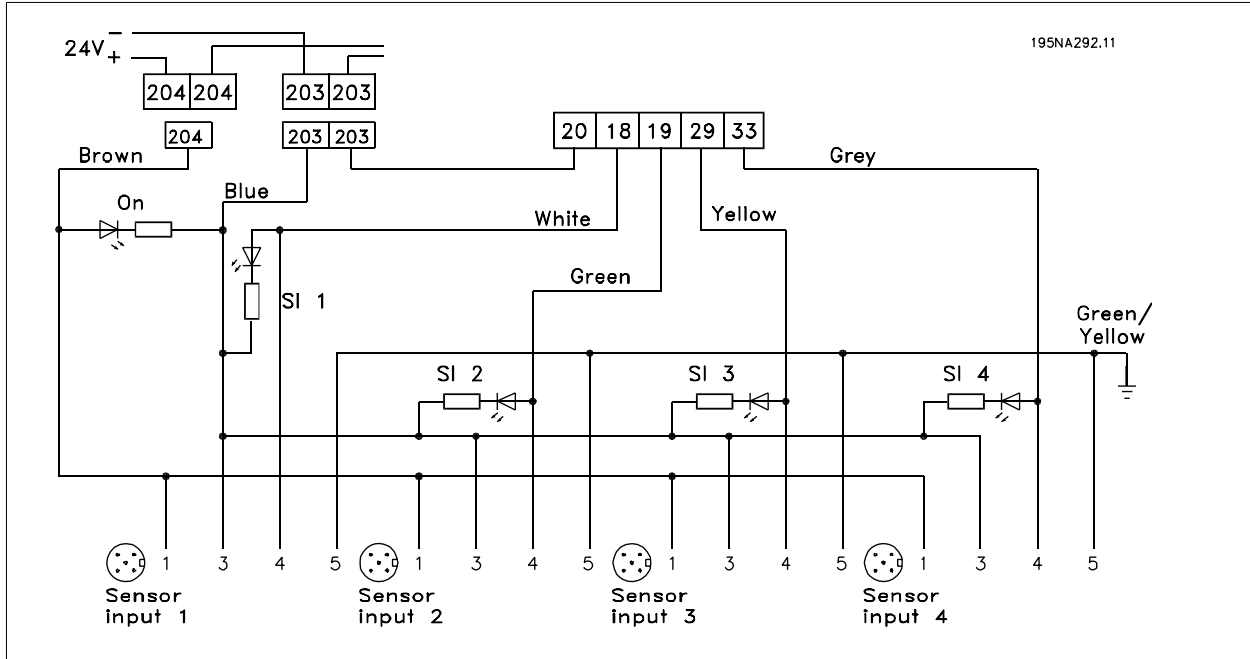 195NA292.11
24V - +
204 204 203 203
204 203 203
20 18 19 29 33
Brown
Grey
Blue
On
White
Yellow
Green
SI 1
Green/
Yellow
SI 2 SI 3 SI 4
1 3 4 5 1 3 4 5 1 3 4 5 1 3 4 5
Sensor
input 1
Sensor
input 2
Sensor
input 3
Sensor
input 4